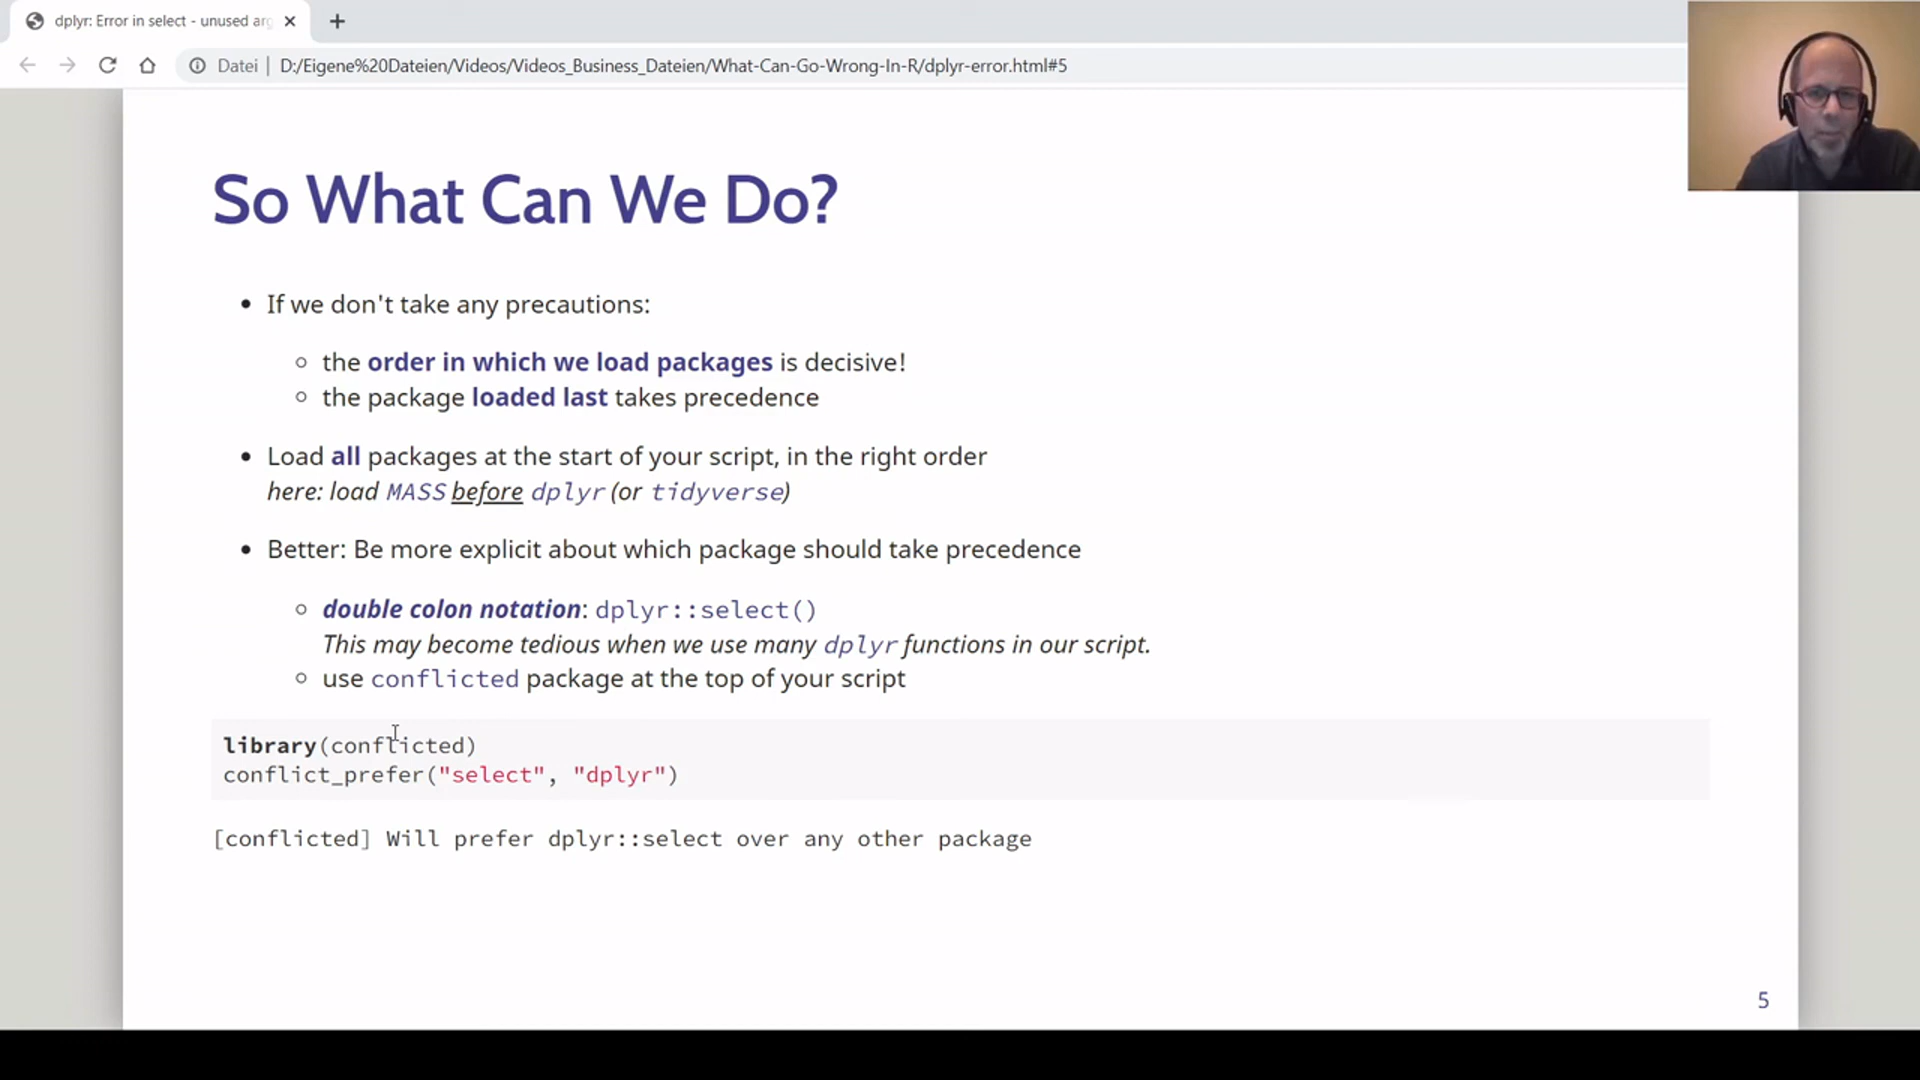 dplyr: Error in select - unused arg
Datei | D:/Eigene%20Dateien/Videos/Videos_Business_Dateien/What-Can-Go-Wrong-In-R/dplyr-error.html#5
So What Can We Do?
• If we don't take any precautions:
○ the order in which we load packages is decisive!
○ the package loaded last takes precedence
• Load all packages at the start of your script, in the right order
here: load MASS before dplyr (or tidyverse)
• Better: Be more explicit about which package should take precedence
○ double colon notation: dplyr::select()
This may become tedious when we use many dplyr functions in our script.
○ use conflicted package at the top of your script
library(conflicted)
conflict_prefer("select", "dplyr")
[conflicted] Will prefer dplyr::select over any other package
5